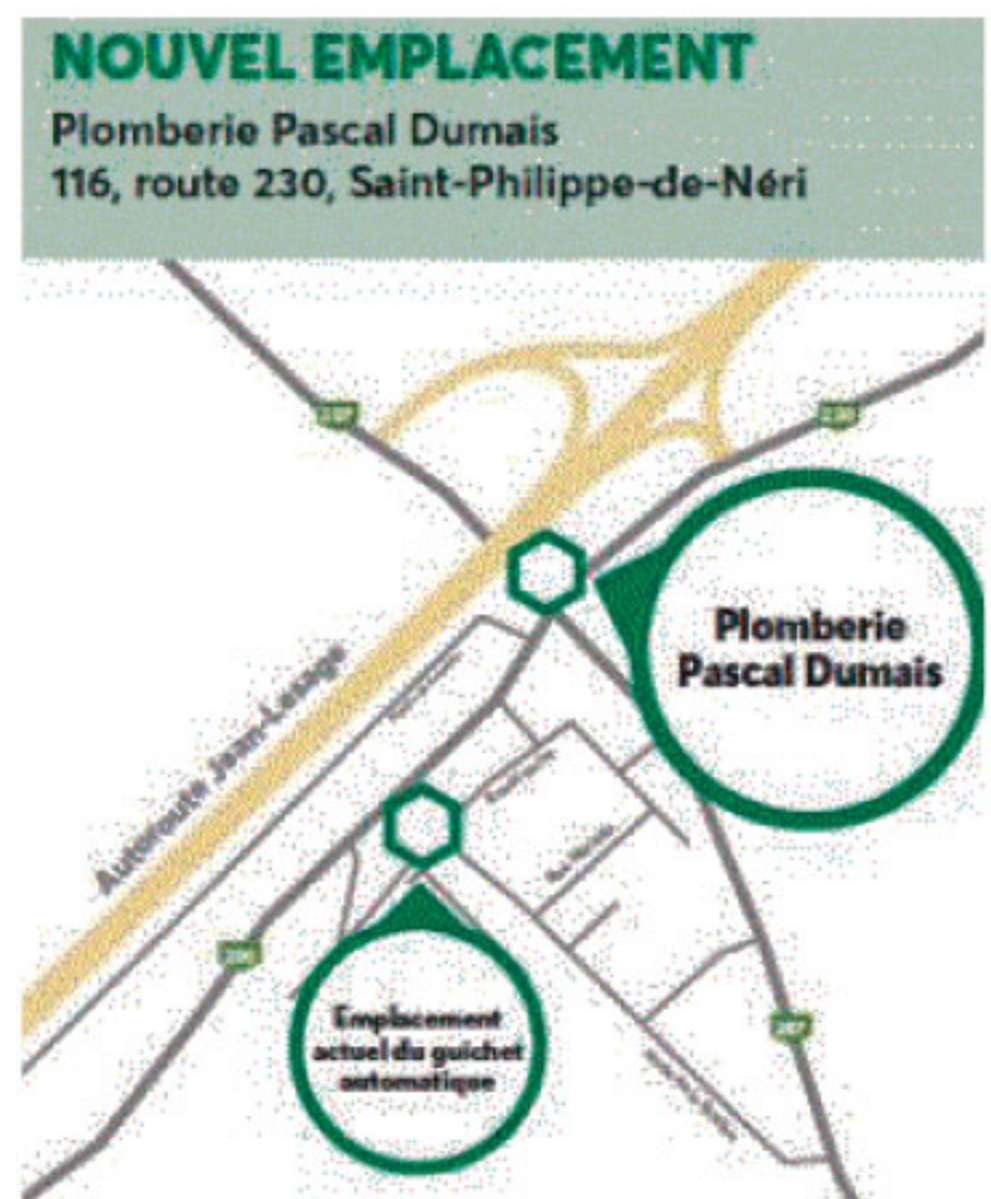 NOUVEL EMPLACEMENT
Plomberie Pascal Dumais
116, route 230, Saint-Philippe-de-Néri
Plomberie
Pascal Dumais
Autoroute Jean-Lesage
Emplacement
actuel du guichet
automatique
287